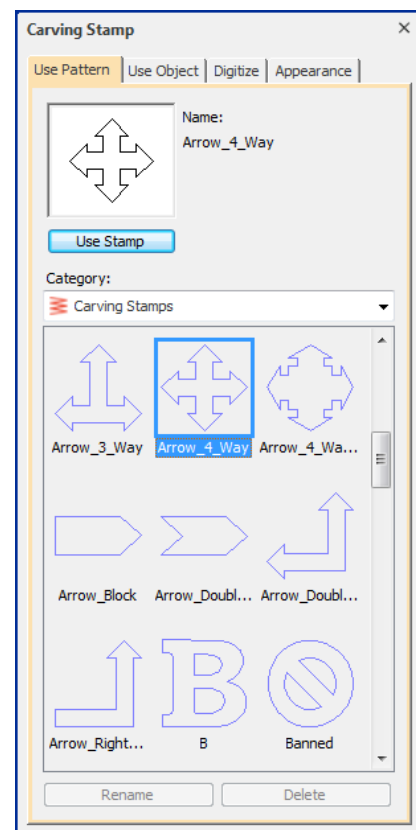 Carving Stamp
Use Pattern Use Object Digitize Appearance
Name:
Arrow_4_Way
Use Stamp
Category:
Carving Stamps
Arrow_3_Way Arrow_4_Way Arrow_4_Wa...
Arrow_Block Arrow_Doubl... Arrow_Doubl...
Arrow_Right... B Banned
Rename Delete